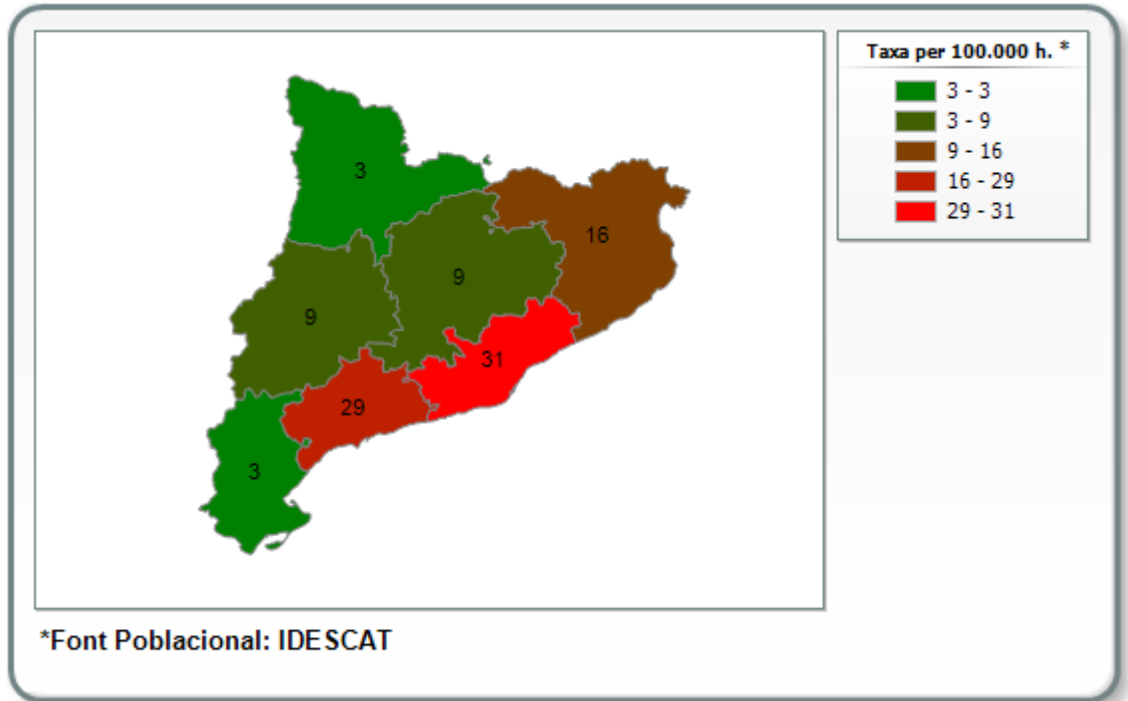 Taxa per 100.000 h. *
3 - 3
3 - 9
9 - 16
16 - 29
29 - 31
3
16
9
9
31
29
3
*Font Poblacional: IDESCAT